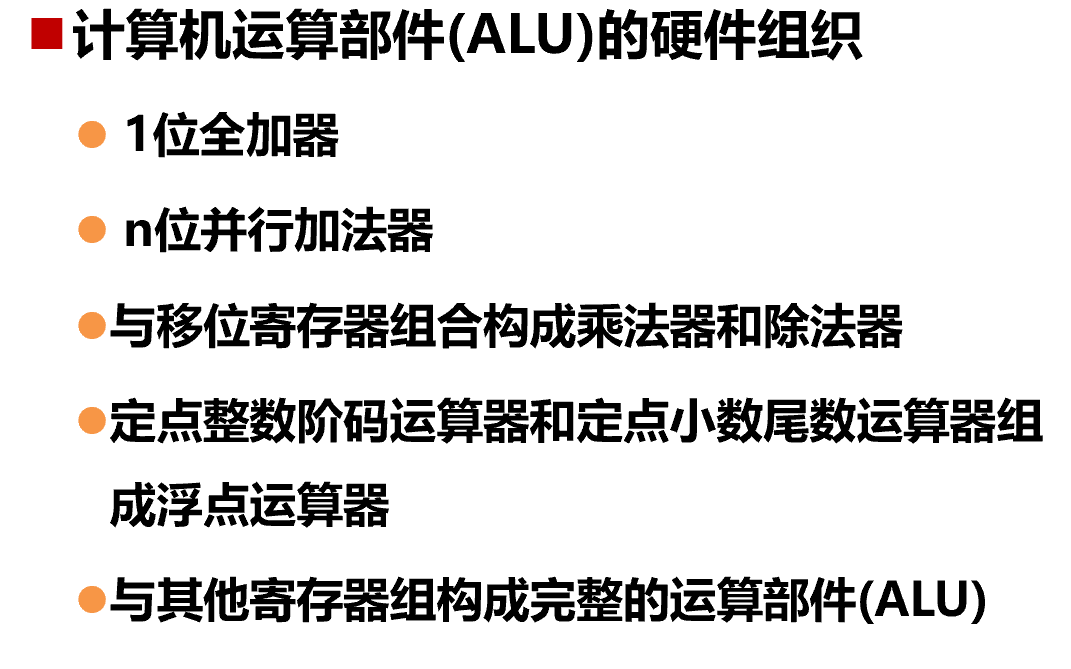 计算机运算部件(ALU)的硬件组织
1位全加器
n位并行加法器
与移位寄存器组合构成乘法器和除法器
定点整数阶码运算器和定点小数尾数运算器组
成浮点运算器
与其他寄存器组构成完整的运算部件(ALU)